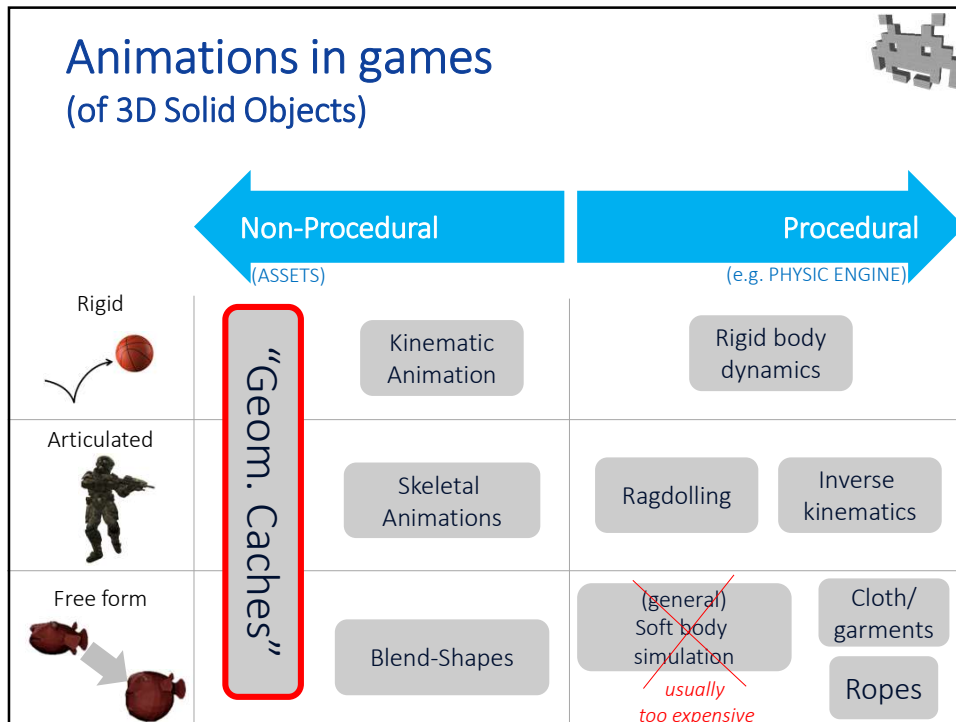 Animations in games
(of 3D Solid Objects)
Non-Procedural
Procedural
(ASSETS)
(e.g. PHYSIC ENGINE)
Rigid
“Geom. Caches”
Kinematic
Animation
Rigid body
dynamics
Articulated
Skeletal
Animations
Ragdolling
Inverse
kinematics
Free form
Blend-Shapes
(general)
Soft body
simulation
usually
too expensive
Cloth/
garments
Ropes